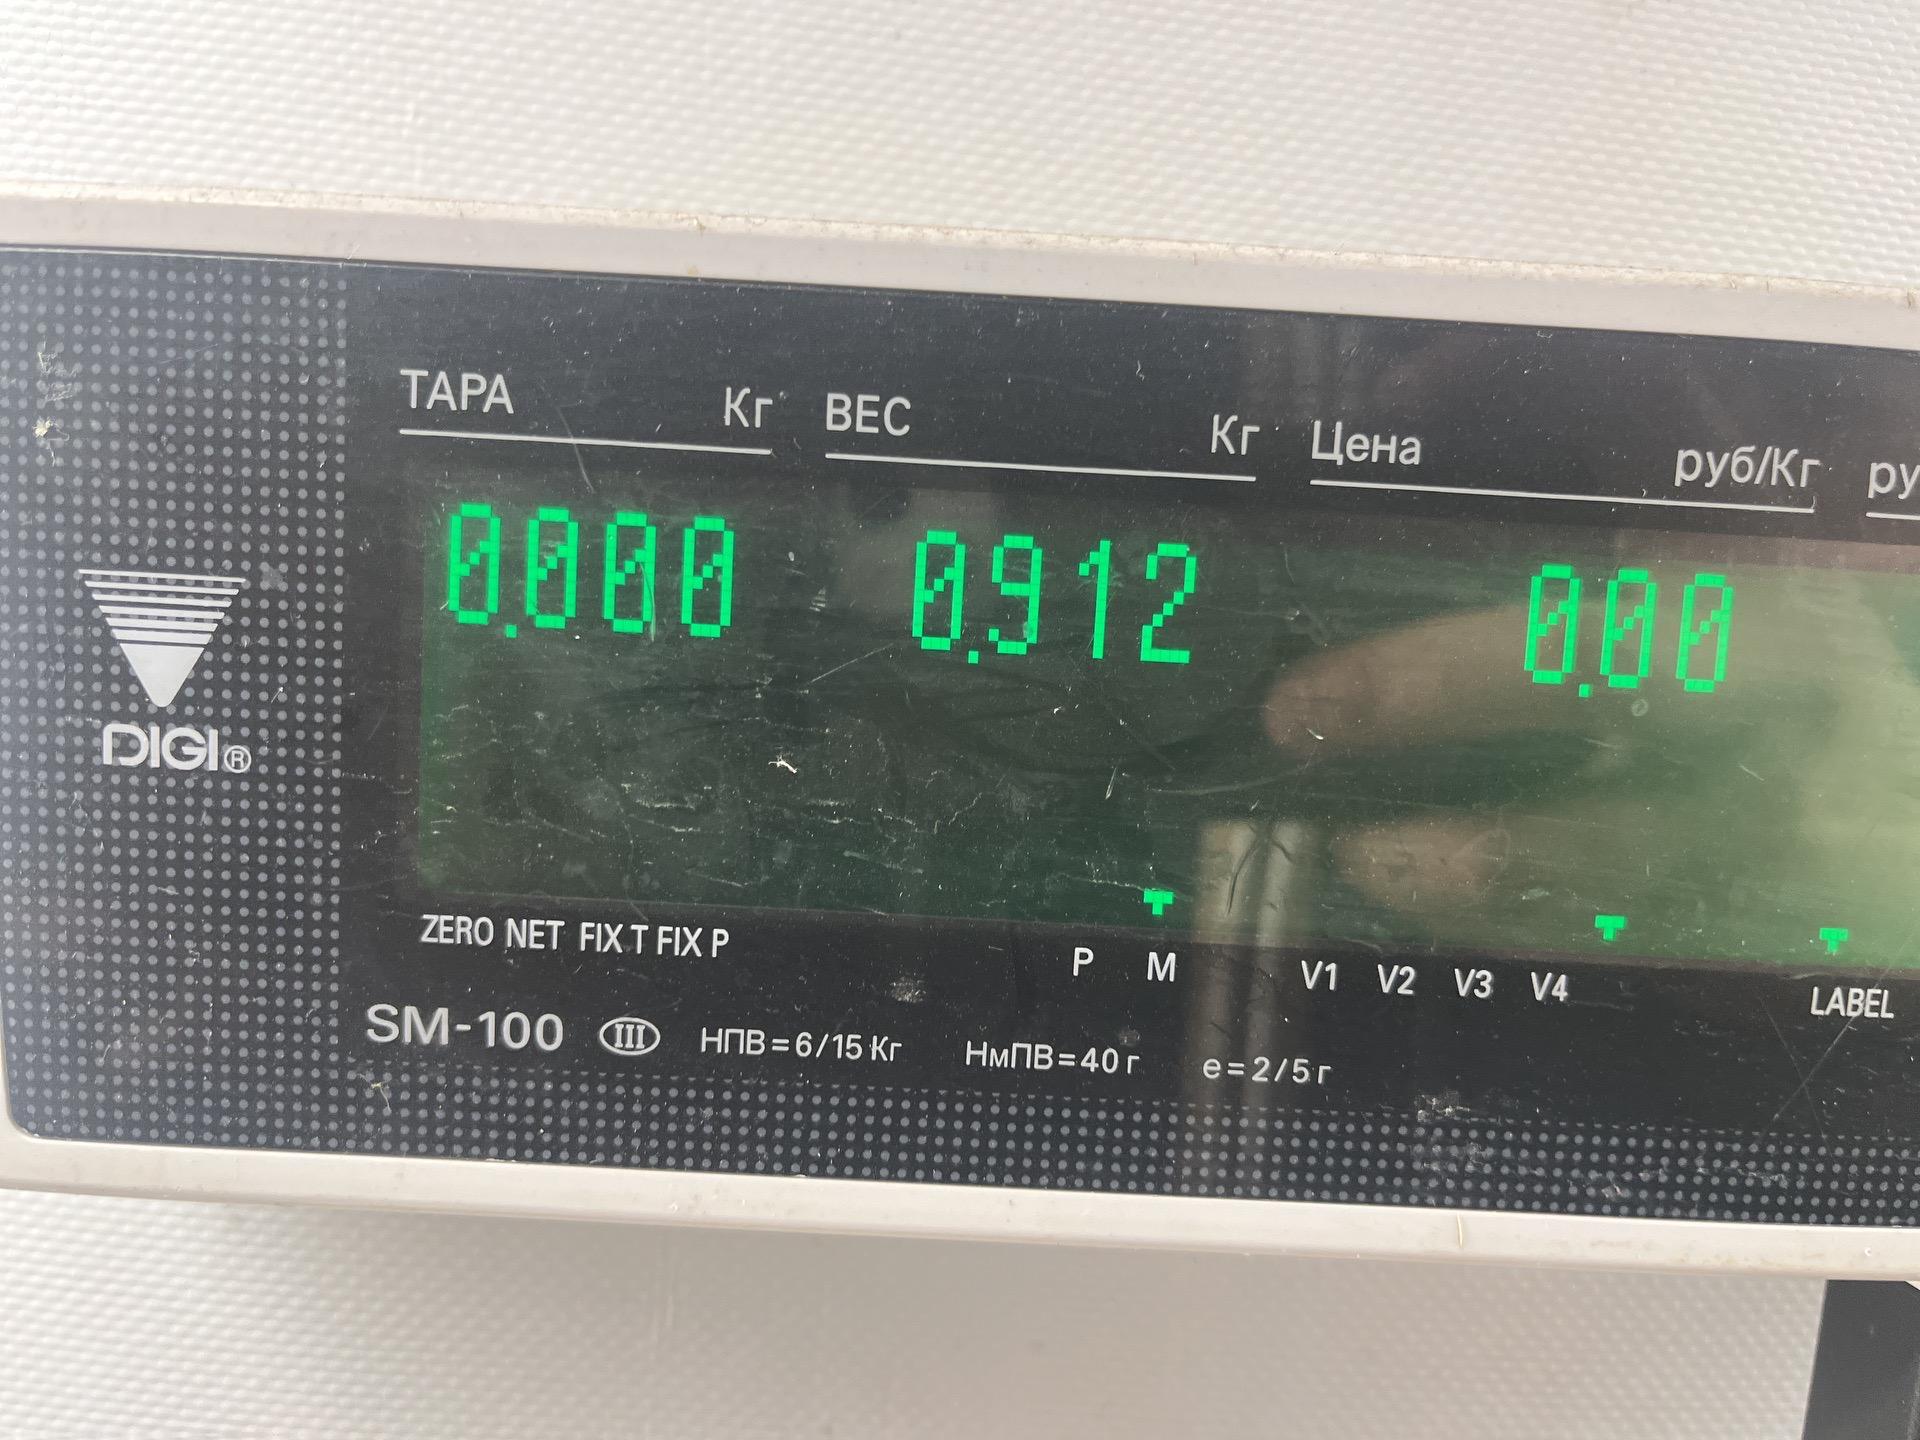 ТАРА Кг ВЕС Кг Цена руб/Кг ру
0.000 0.912 0.00
DIGI®
ZERO NET FIX T FIX P P M V1 V2 V3 V4 LABEL
SM-100 III НПВ=6/15 Кг НмПВ=40 г e=2/5 г